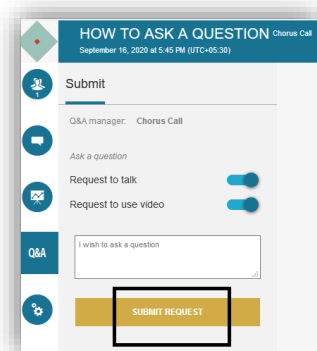 HOW TO ASK A QUESTION Chorus Call
September 16, 2020 at 5:45 PM (UTC+05:30)
1
Submit
Q&A manager: Chorus Call
Ask a question
Request to talk
Request to use video
Q&A
I wish to ask a question
SUBMIT REQUEST